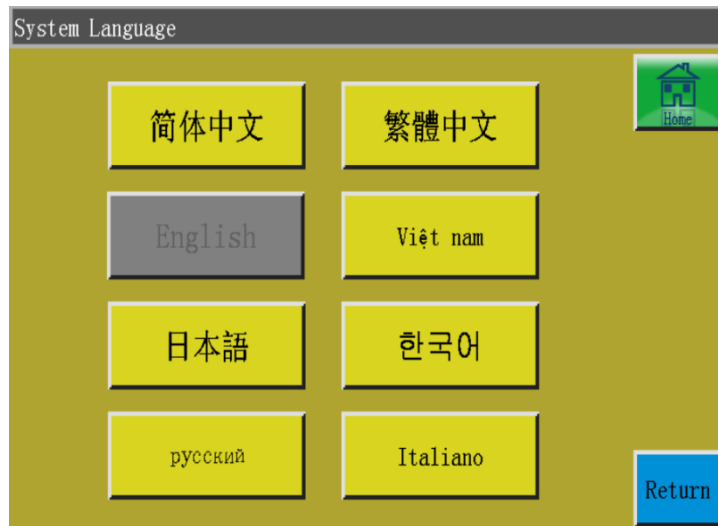 System Language
Home
简体中文
繁體中文
English
Việt nam
日本語
한국어
русский
Italiano
Return